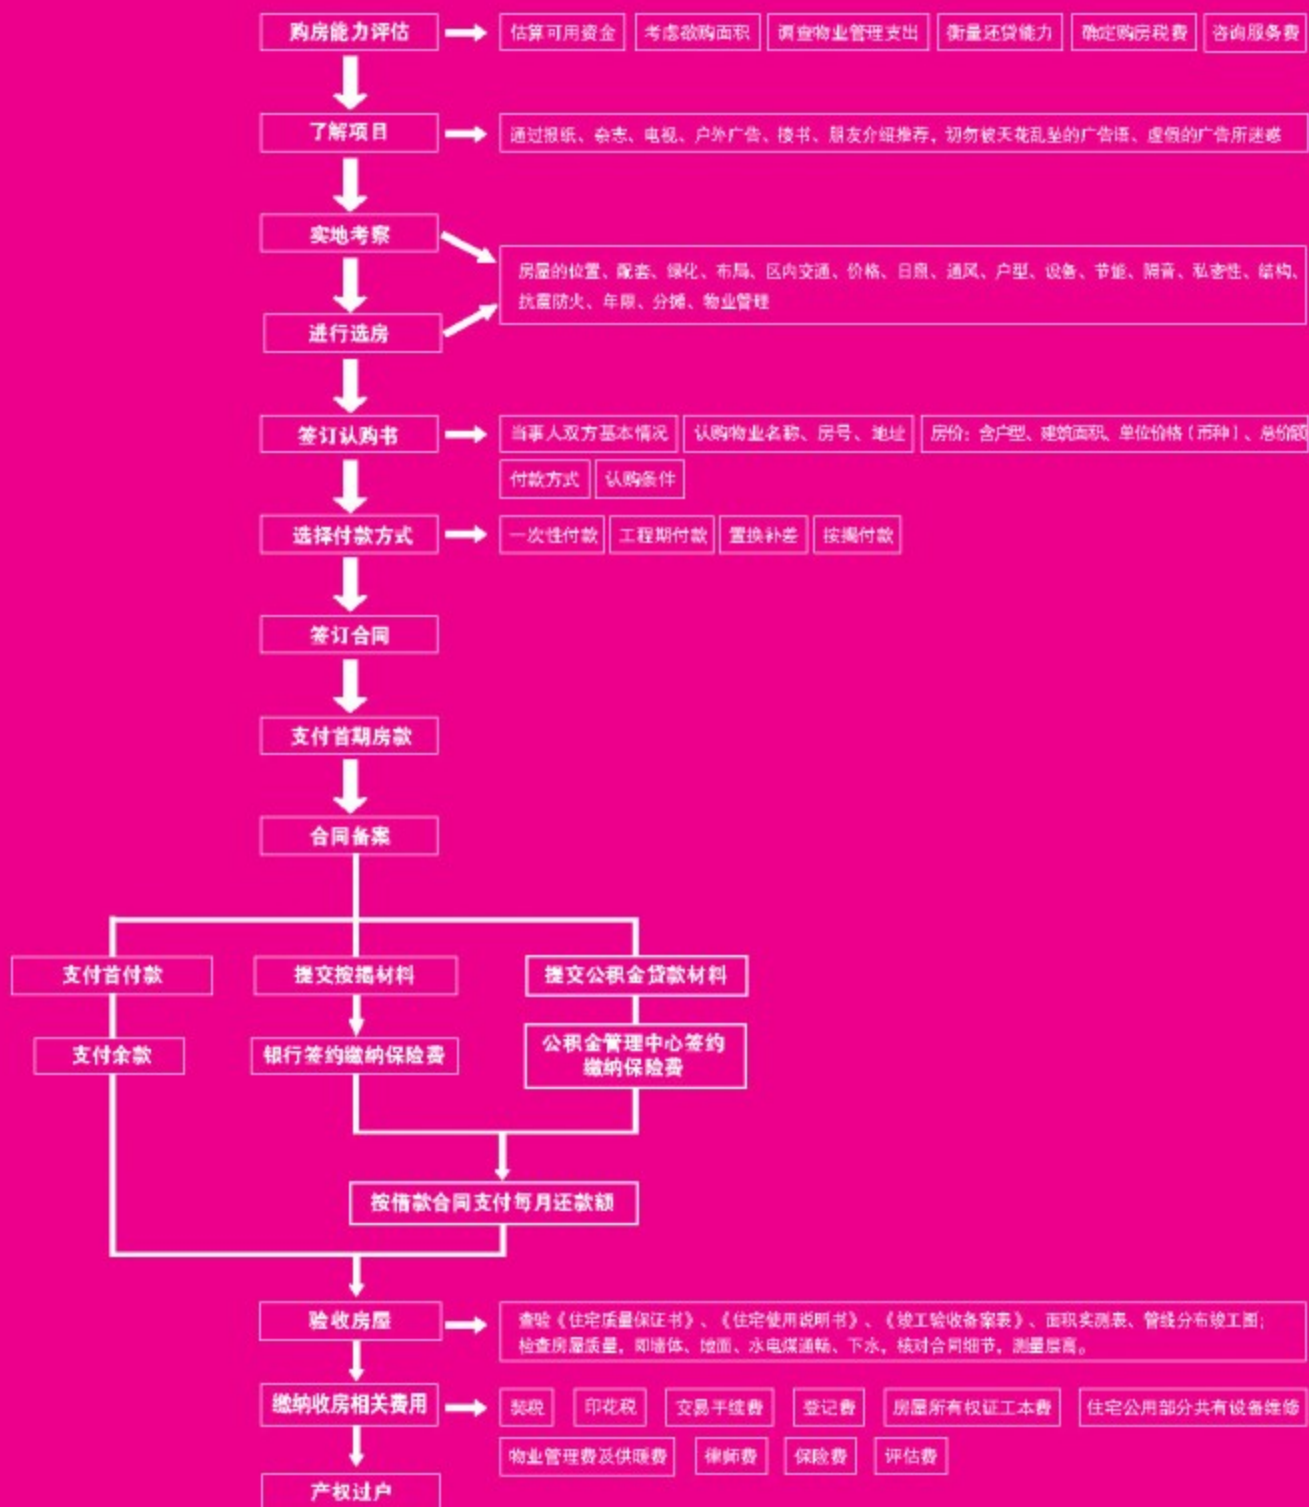 购房能力评估
估算可用资金
考虑欲购面积
调查物业管理支出
衡量还贷能力
确定购房税费
咨询服务费
了解项目
通过报纸、杂志、电视、户外广告、楼书、朋友介绍推荐，切勿被天花乱坠的广告语、虚假的广告所迷惑
实地考察
房屋的位置、配套、绿化、布局、区内交通、价格、日照、通风、户型、设备、节能、隔音、私密性、结构、
抗震防火、年限、分摊、物业管理
进行选房
签订认购书
当事人双方基本情况
认购物业名称、房号、地址
房价：含户型、建筑面积、单位价格（币种）、总价额
付款方式
认购条件
选择付款方式
一次性付款
工程期付款
置换补差
按揭付款
签订合同
支付首期房款
合同备案
支付首付款
提交按揭材料
提交公积金贷款材料
支付余款
银行签约缴纳保险费
公积金管理中心签约
缴纳保险费
按借款合同支付每月还款额
验收房屋
查验《住宅质量保证书》、《住宅使用说明书》、《竣工验收备案表》、面积实测表、管线分布竣工图；
检查房屋质量，即墙体、地面、水电煤通畅、下水，核对合同细节，测量层高。
缴纳收房相关费用
契税
印花税
交易手续费
登记费
房屋所有权证工本费
住宅公用部分共有设备维修
物业管理费及供暖费
律师费
保险费
评估费
产权过户